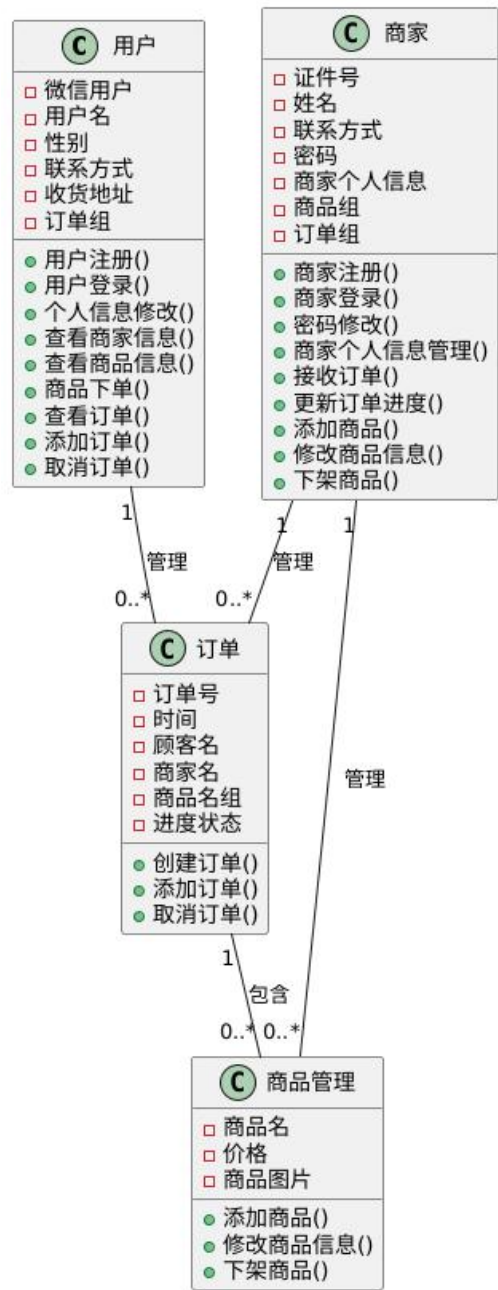 C 用户
微信用户
用户名
性别
联系方式
收货地址
订单组
用户注册()
用户登录()
个人信息修改()
查看商家信息()
查看商品信息()
商品下单()
查看订单()
添加订单()
取消订单()
C 商家
证件号
姓名
联系方式
密码
商家个人信息
商品组
订单组
商家注册()
商家登录()
密码修改()
商家个人信息管理()
接收订单()
更新订单进度()
添加商品()
修改商品信息()
下架商品()
1
管理
0..*
1
管理
0..*
1
管理
0..*
C 订单
订单号
时间
顾客名
商家名
商品名组
进度状态
创建订单()
添加订单()
取消订单()
1
包含
0..*
C 商品管理
商品名
价格
商品图片
添加商品()
修改商品信息()
下架商品()